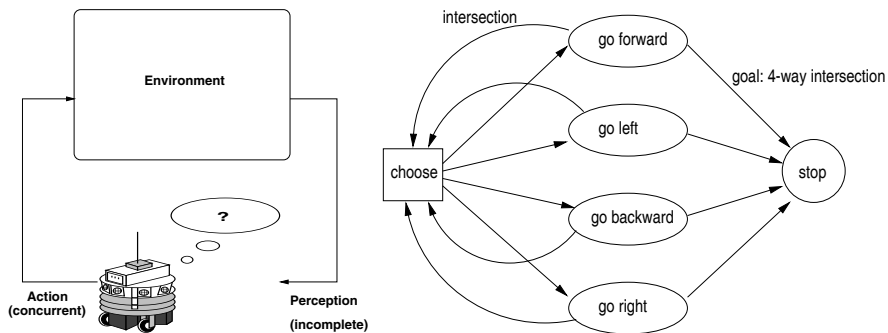 Environment
?
Action
(concurrent)
Perception
(incomplete)
intersection
go forward
goal: 4-way intersection
go left
choose
stop
go backward
go right